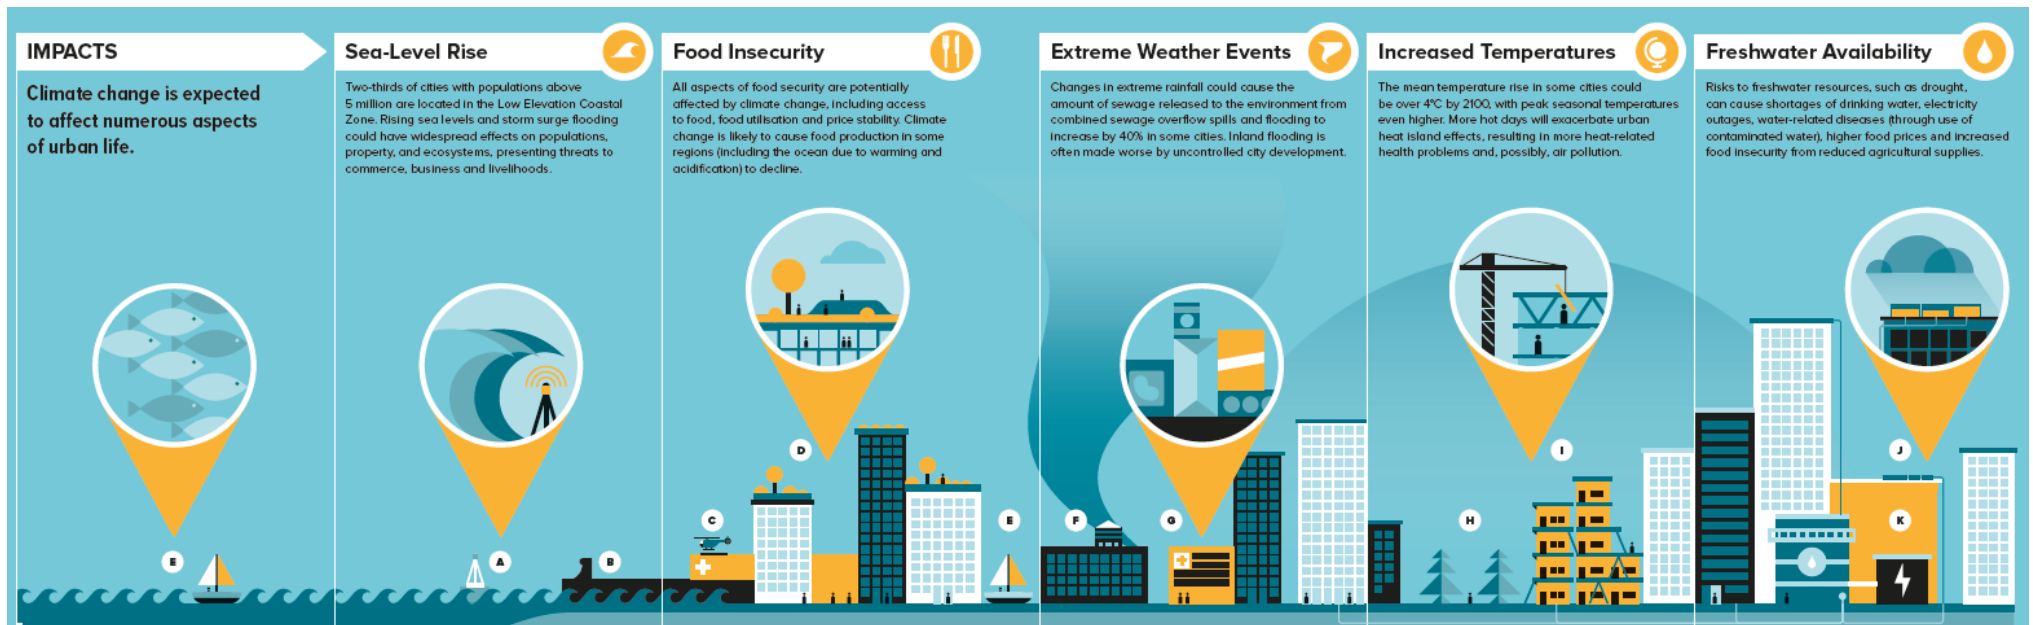 IMPACTS
Climate change is expected
to affect numerous aspects
of urban life.
Sea-Level Rise
Two-thirds of cities with populations above
5 million are located in the Low Elevation Coastal
Zone. Rising sea levels and storm surge flooding
could have widespread effects on populations,
property, and ecosystems, presenting threats to
commerce, business and livelihoods.
Food Insecurity
All aspects of food security are potentially
affected by climate change, including access
to food, food utilisation and price stability. Climate
change is likely to cause food production in some
regions (including the ocean due to warming and
acidification) to decline.
Extreme Weather Events
Changes in extreme rainfall could cause the
amount of sewage released to the environment from
combined sewage overflow spills and flooding to
increase by 40% in some cities. Inland flooding is
often made worse by uncontrolled city development.
Increased Temperatures
The mean temperature rise in some cities could
be over 4°C by 2100, with peak seasonal temperatures
even higher. More hot days will exacerbate urban
heat island effects, resulting in more heat-related
health problems and, possibly, air pollution.
Freshwater Availability
Risks to freshwater resources, such as drought,
can cause shortages of drinking water, electricity
outages, water-related diseases (through use of
contaminated water), higher food prices and increased
food insecurity from reduced agricultural supplies.
E
A
B
C
D
E
F
G
H
I
J
K